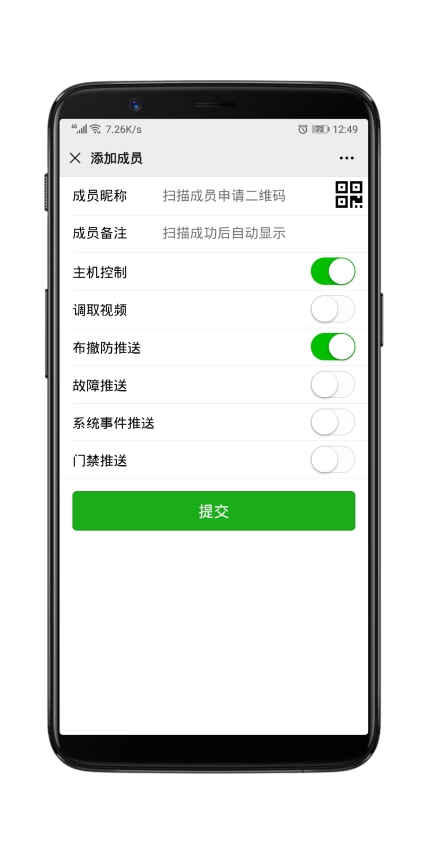 4G 7.26K/s 72 12:49
添加成员
成员昵称 扫描成员申请二维码
成员备注 扫描成功后自动显示
主机控制
调取视频
布撤防推送
故障推送
系统事件推送
门禁推送
提交